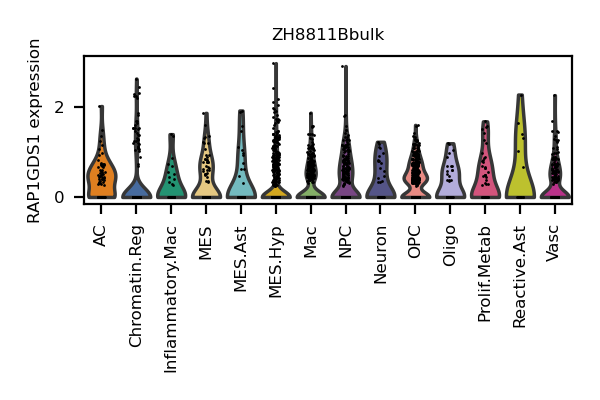 ZH8811Bbulk
RAP1GDS1 expression
2
0
AC
Chromatin.Reg
Inflammatory.Mac
MES
MES.Ast
MES.Hyp
Mac
NPC
Neuron
OPC
Oligo
Prolif.Metab
Reactive.Ast
Vasc